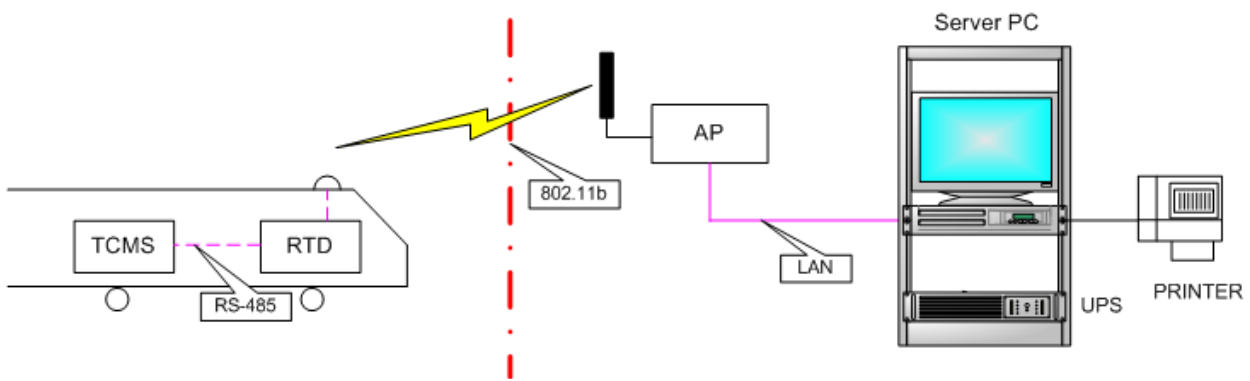 Server PC
AP
802.11b
TCMS
RTD
RS-485
LAN
UPS
PRINTER